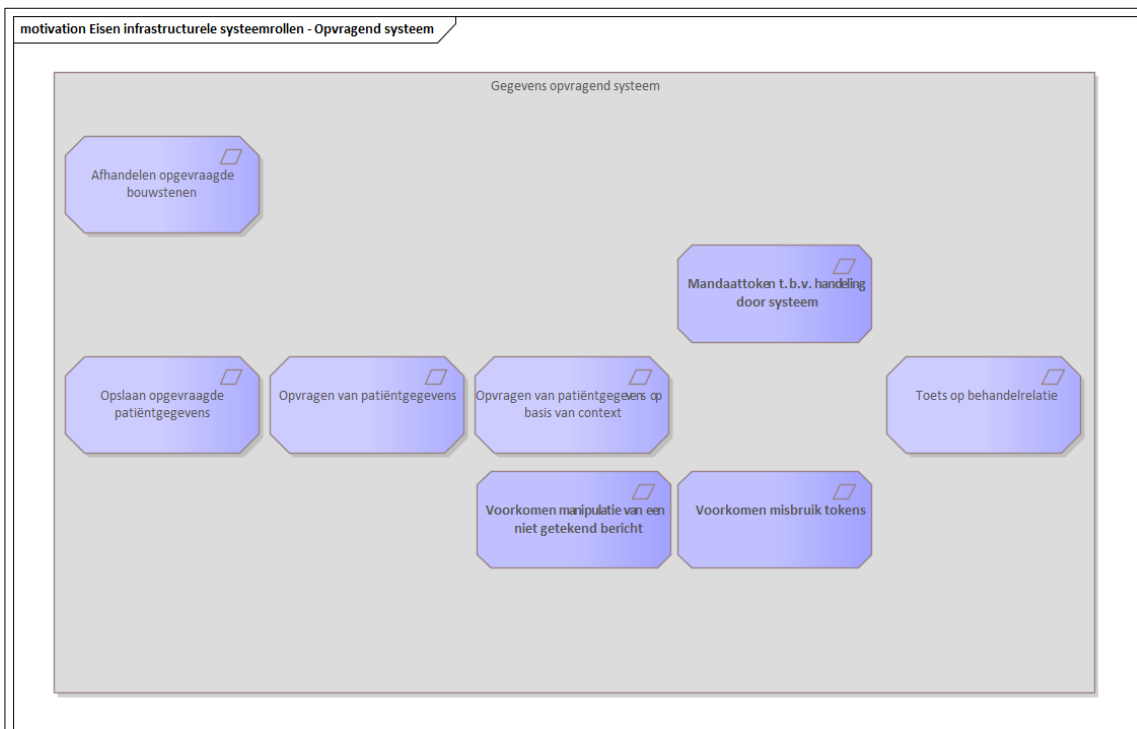 motivation Eisen infrastructurele systeemrollen - Opvragend systeem
Gegevens opvragend systeem
Afhandelen opgevraagde
bouwstenen
Mandaattoken t.b.v. handeling
door systeem
Opslaan opgevraagde
patiëntgegevens
Opvragen van patiëntgegevens
Opvragen van patiëntgegevens op
basis van context
Toets op behandelrelatie
Voorkomen manipulatie van een
niet getekend bericht
Voorkomen misbruik tokens